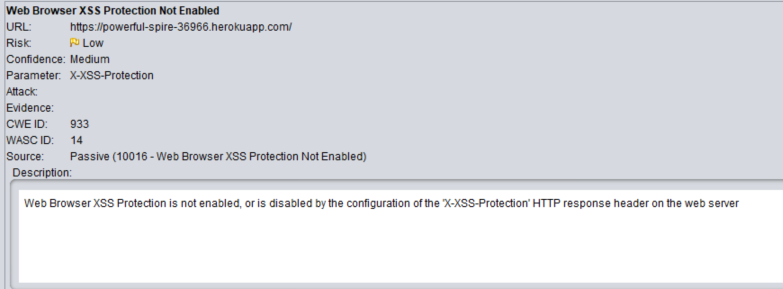 Web Browser XSS Protection Not Enabled
URL: https://powerful-spire-36966.herokuapp.com/
Risk: Low
Confidence: Medium
Parameter: X-XSS-Protection
Attack:
Evidence:
CWE ID: 933
WASC ID: 14
Source: Passive (10016 - Web Browser XSS Protection Not Enabled)
Description:
Web Browser XSS Protection is not enabled, or is disabled by the configuration of the 'X-XSS-Protection' HTTP response header on the web server